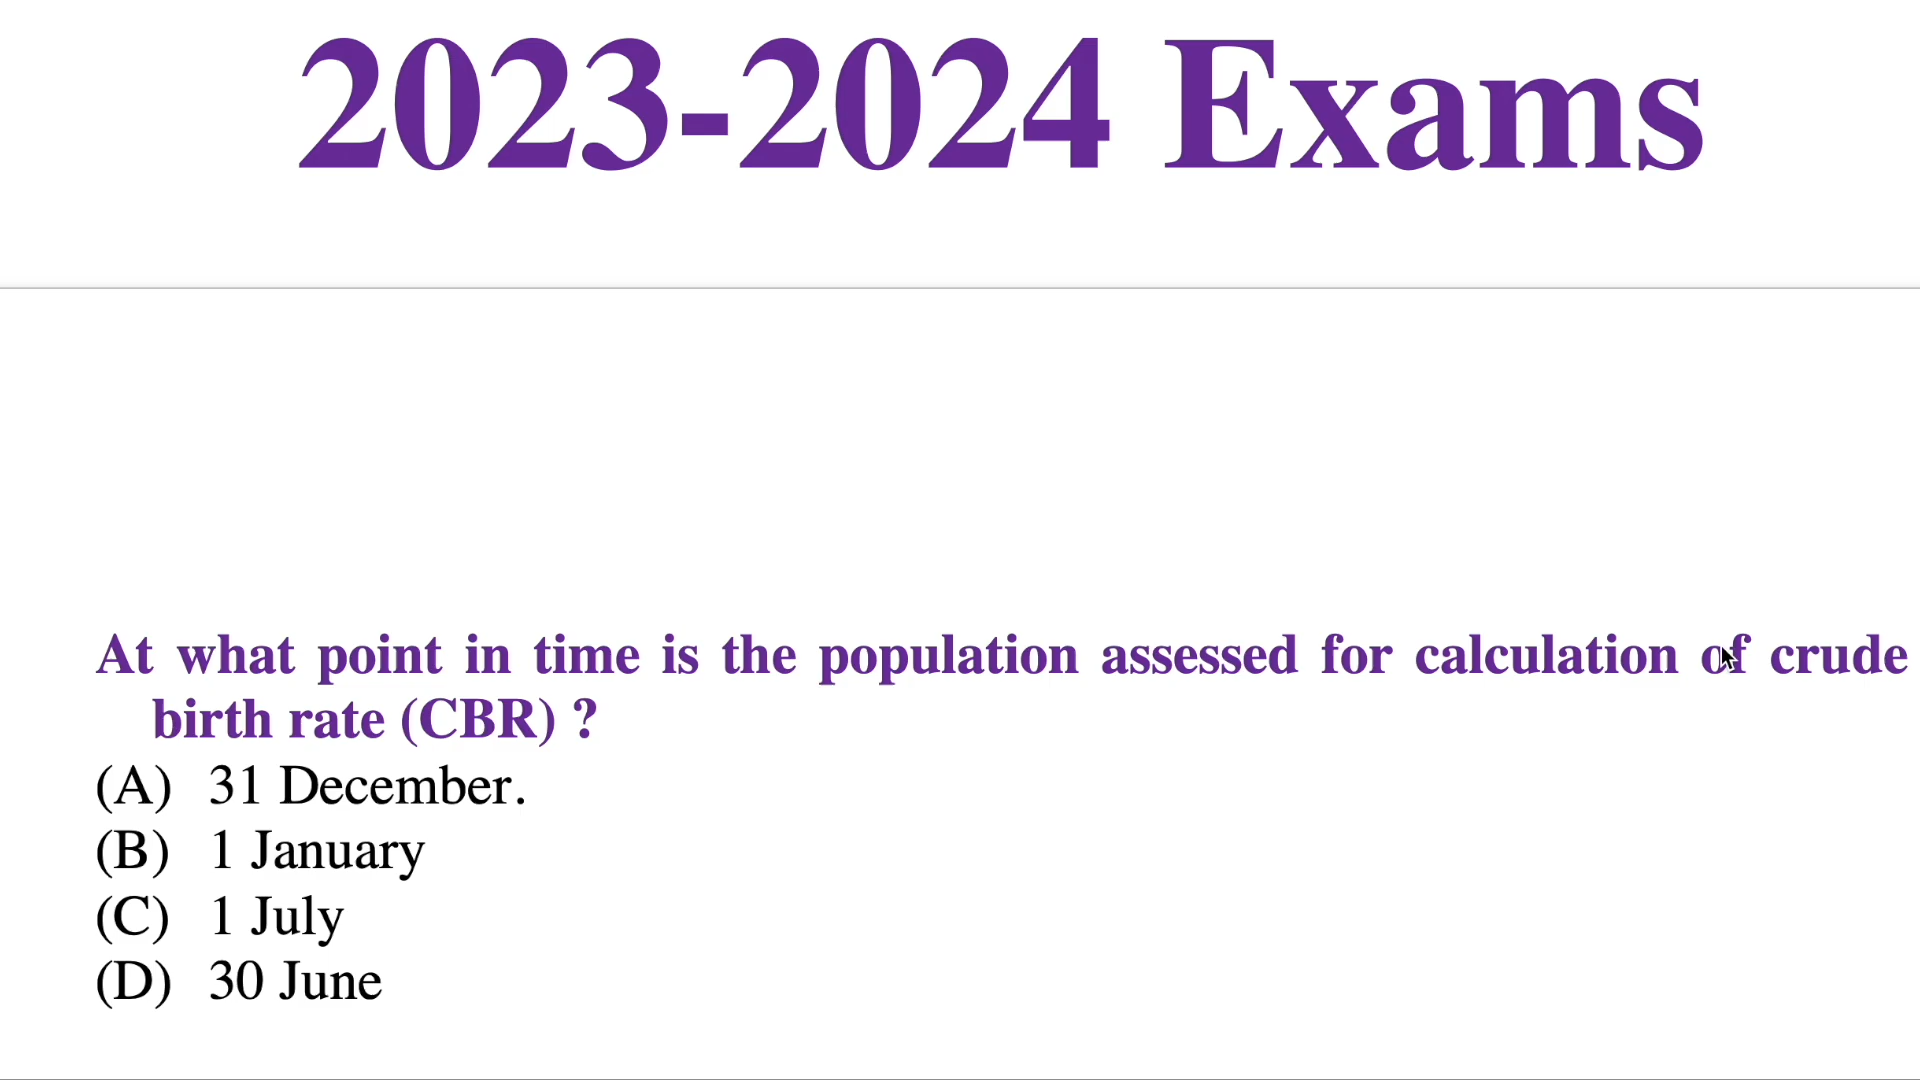 2023-2024 Exams
At what point in time is the population assessed for calculation of crude
birth rate (CBR) ?
(A) 31 December.
(B) 1 January
(C) 1 July
(D) 30 June